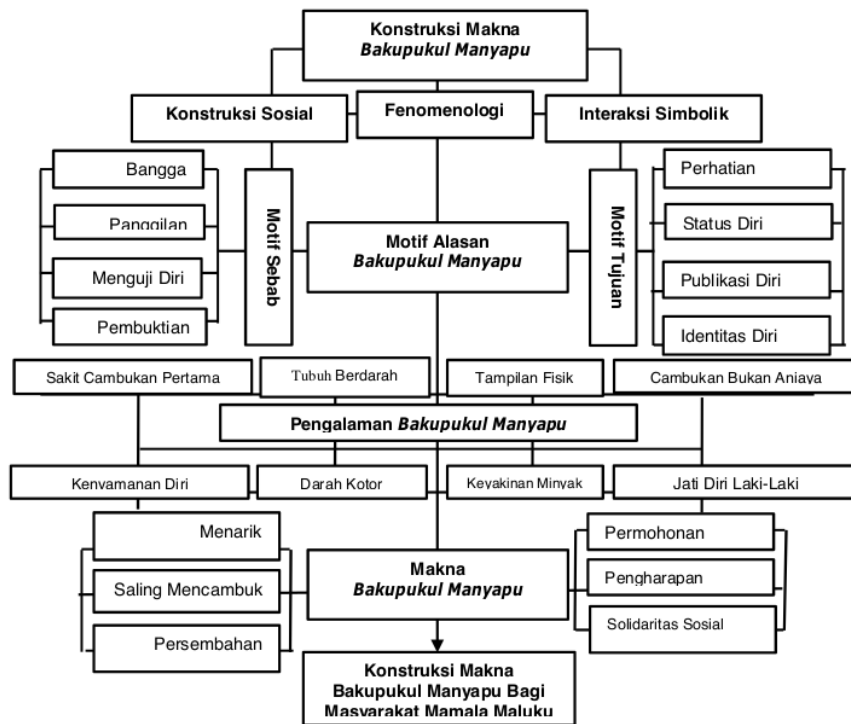 Konstruksi Makna
Bakupukul Manyapu
Konstruksi Sosial
Fenomenologi
Interaksi Simbolik
Bangga
Panggilan
Menguji Diri
Pembuktian
Motif Sebab
Motif Alasan
Bakupukul Manyapu
Motif Tujuan
Perhatian
Status Diri
Publikasi Diri
Identitas Diri
Sakit Cambukan Pertama
Tubuh Berdarah
Tampilan Fisik
Cambukan Bukan Aniaya
Pengalaman Bakupukul Manyapu
Kenyamanan Diri
Darah Kotor
Keyakinan Minyak
Jati Diri Laki-Laki
Menarik
Saling Mencambuk
Persembahan
Makna
Bakupukul Manyapu
Permohonan
Pengharapan
Solidaritas Sosial
Konstruksi Makna
Bakupukul Manyapu Bagi
Masyarakat Mamala Maluku